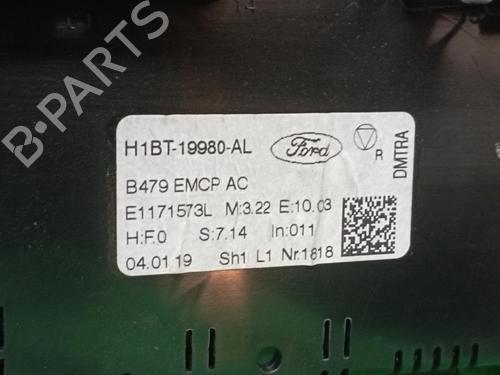 H1BT-19980-AL
Ford
R
DMTRA
B479 EMCP AC
E1171573L M:3.22 E:10.03
H:F.0 S:7.14 In:011
04.01.19 Sh1 L1 Nr.1818
B-PARTS